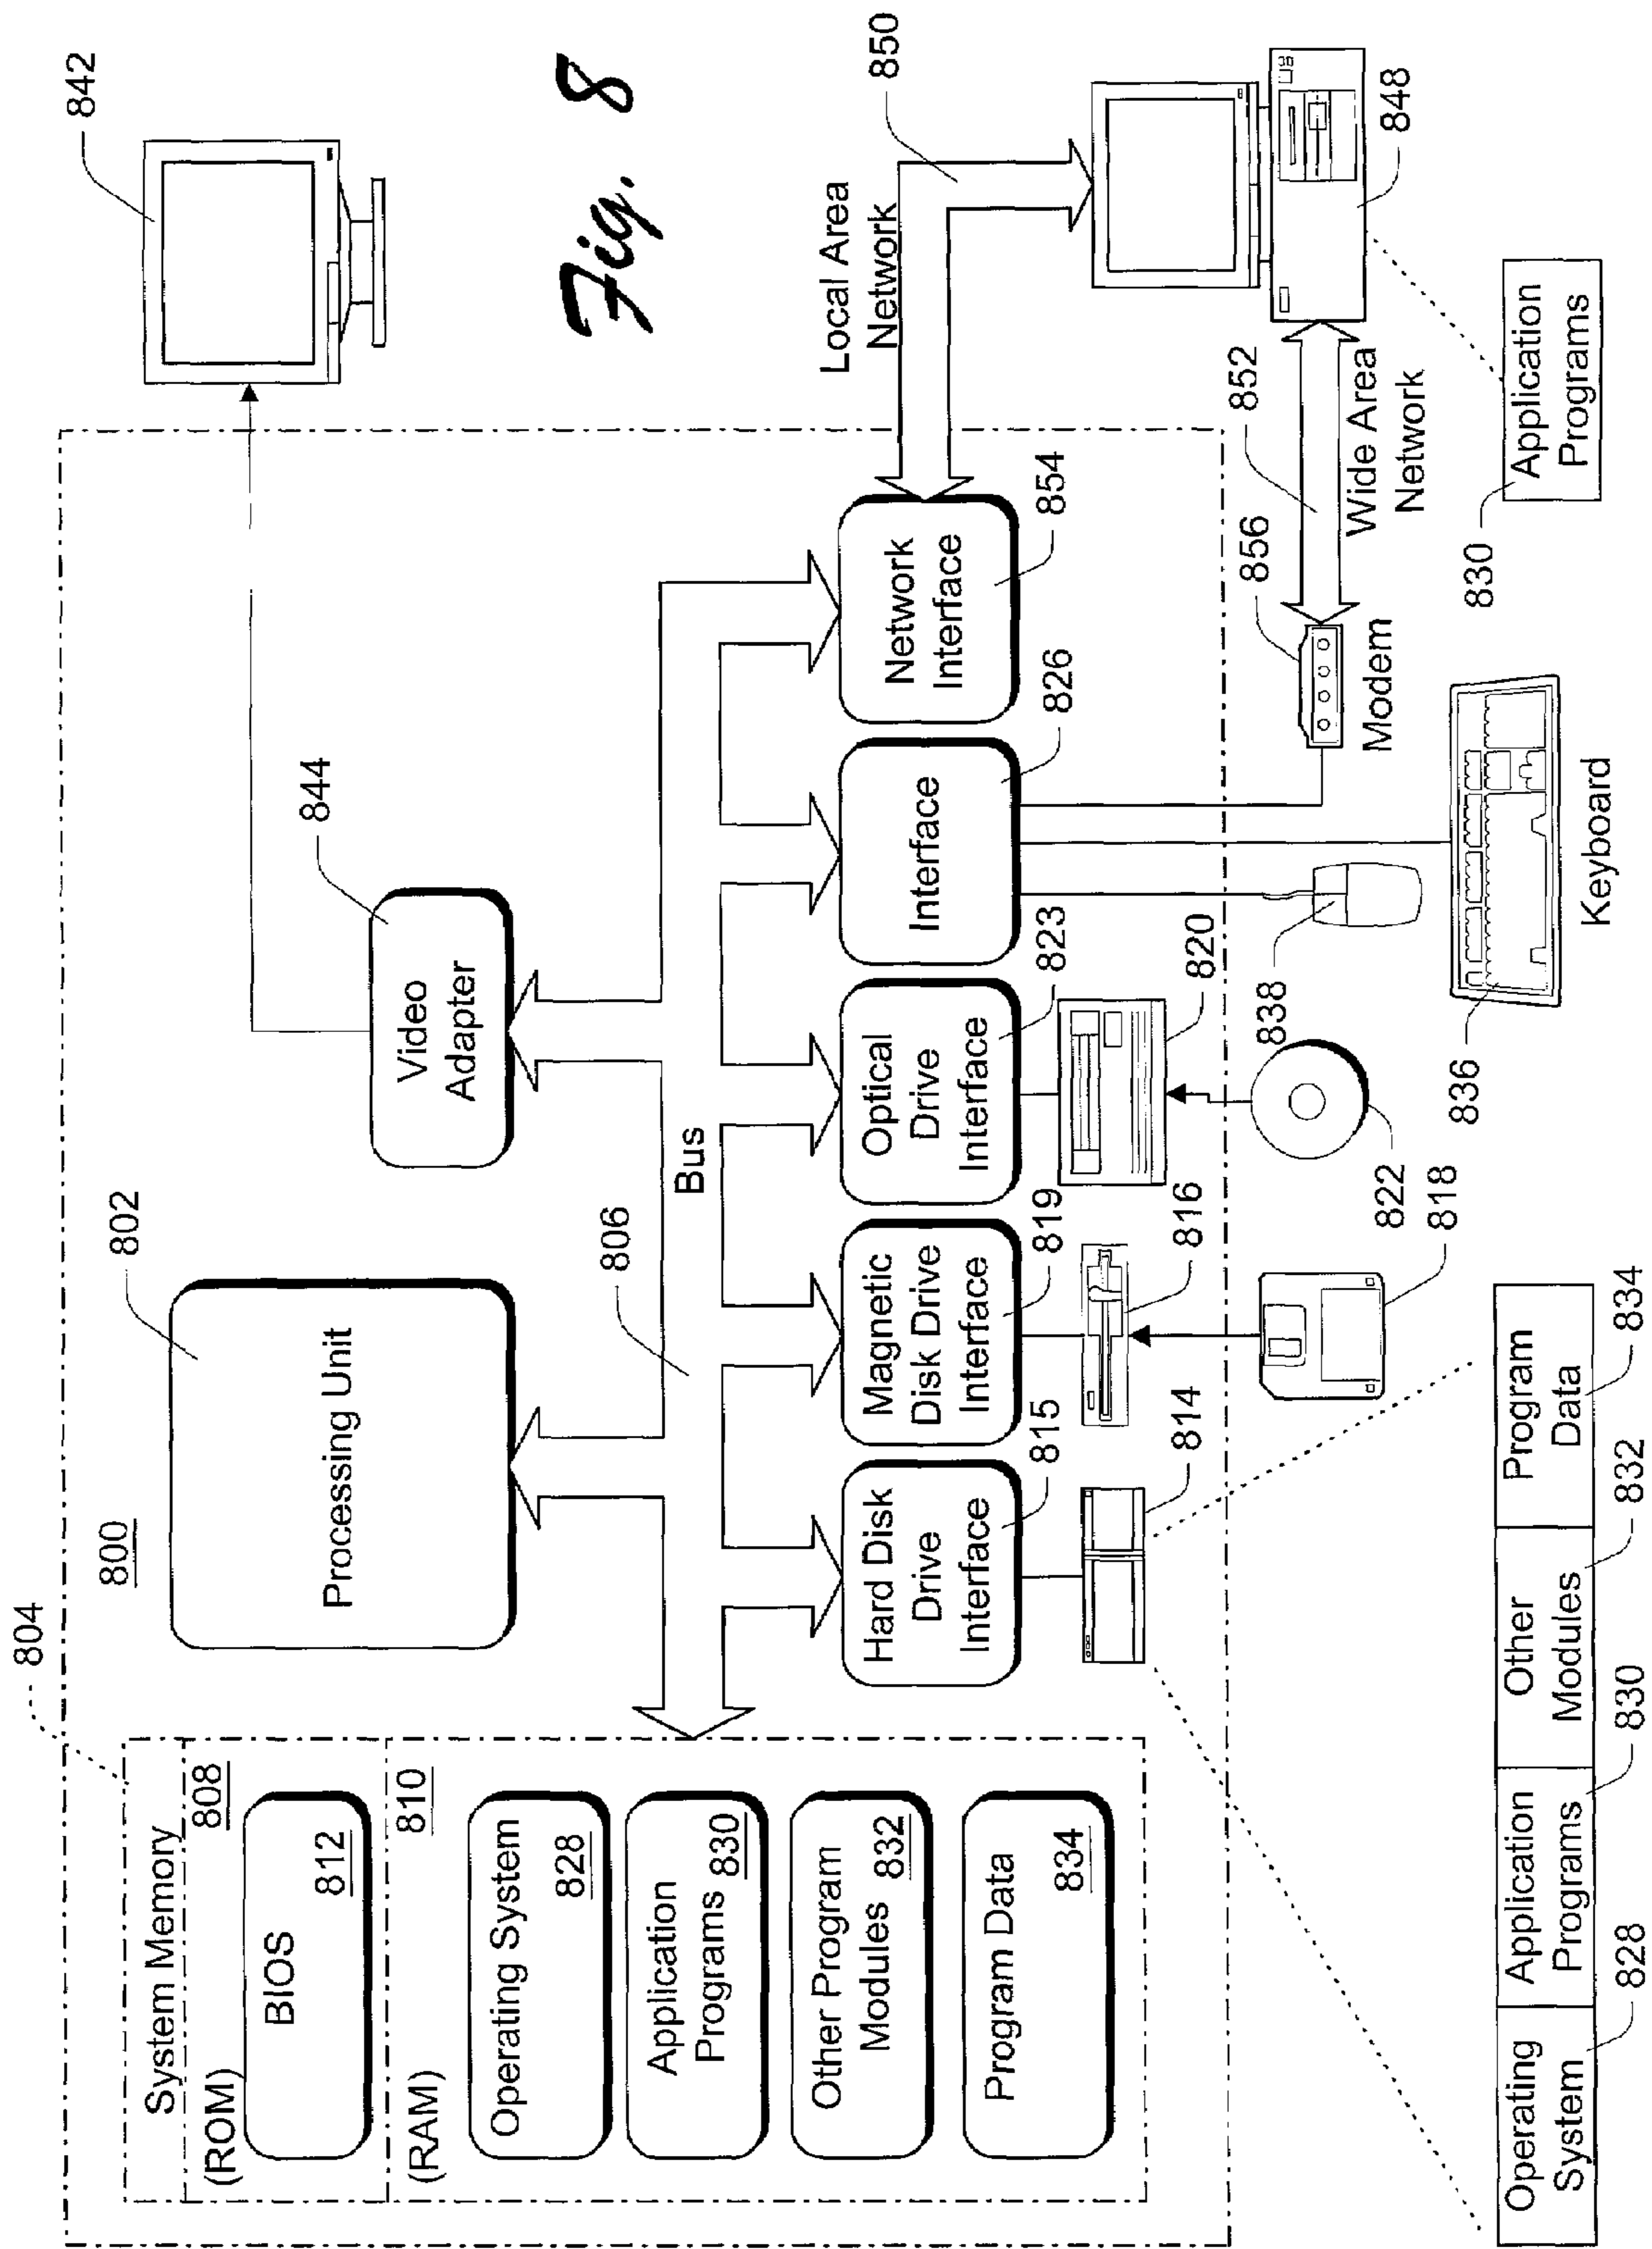 842
Fig. 8
804
800
802
844
System Memory
(ROM) 808
BIOS
812
(RAM) 810
Operating System
828
Application
Programs 830
Other Program
Modules 832
Program Data
834
Processing Unit
Video
Adapter
806
Bus
Local Area
Network
850
Hard Disk
Drive
Interface
815
Magnetic
Disk Drive
Interface
819
Optical
Drive
Interface
823
Interface
826
Network
Interface
854
814
816
820
818
822
838
836
Keyboard
856
Modem
852
Wide Area
Network
848
830
Application
Programs
Operating
System
828
Application
Programs
830
Other
Modules
832
Program
Data
834